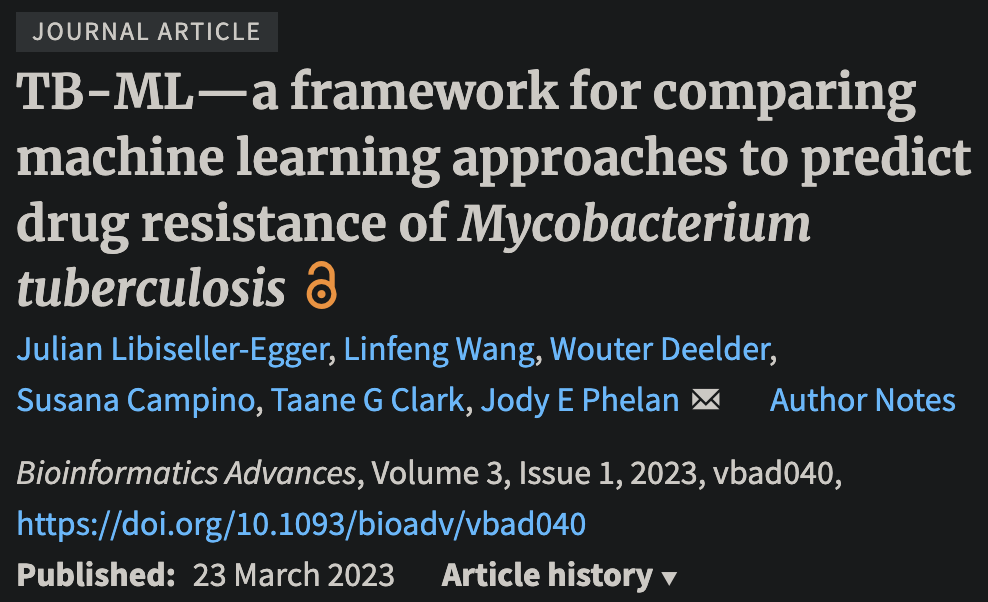 JOURNAL ARTICLE
TB-ML—a framework for comparing
machine learning approaches to predict
drug resistance of Mycobacterium
tuberculosis
Julian Libiseller-Egger, Linfeng Wang, Wouter Deelder,
Susana Campino, Taane G Clark, Jody E Phelan Author Notes
Bioinformatics Advances, Volume 3, Issue 1, 2023, vbad040,
https://doi.org/10.1093/bioadv/vbad040
Published: 23 March 2023 Article history ▼